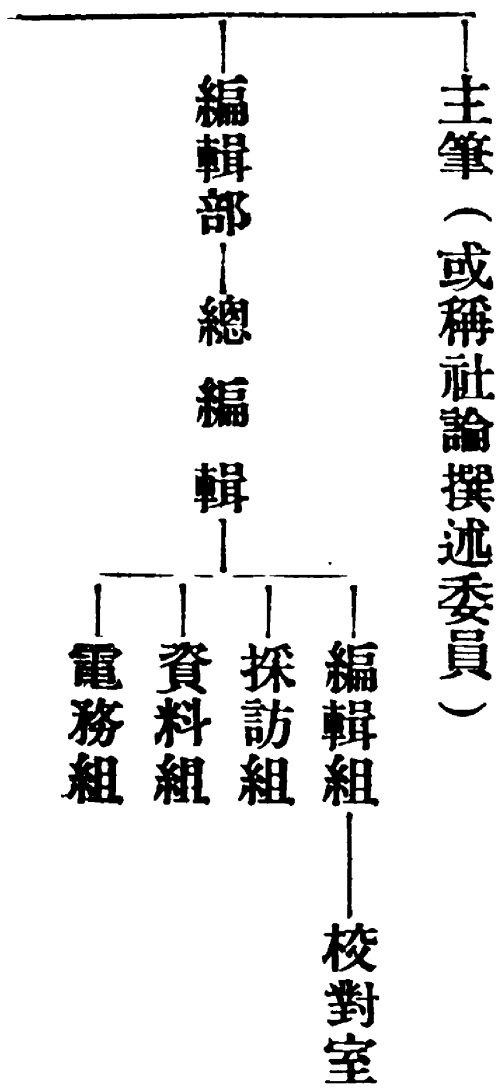 主筆（或稱社論撰述委員）
編輯部
總編輯
編輯組
校對室
採訪組
資料組
電務組